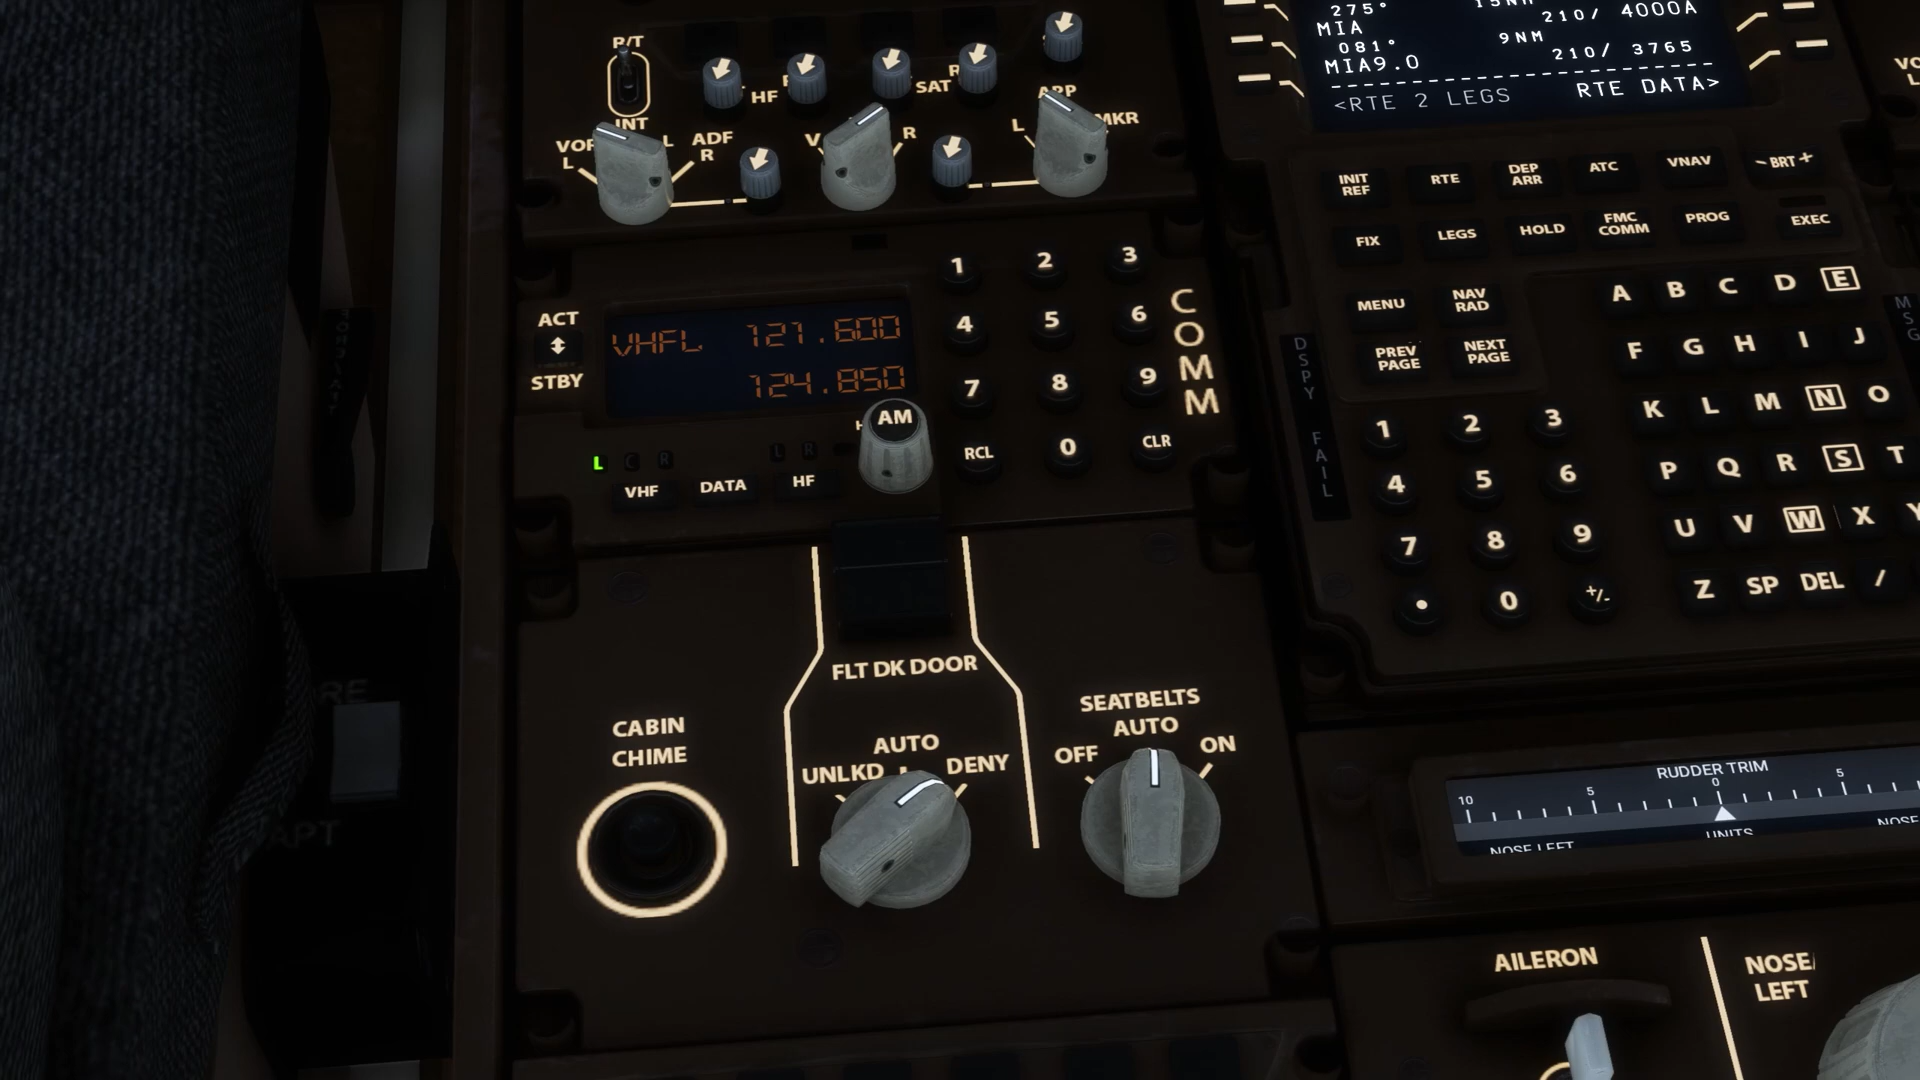 R/T
INT
HF
SAT
VOR
L
L
ADF
R
V
R
L
APP
MKR
275°
MIA
15NM
210/ 4000A
081°
MIA9.0
9NM
210/ 3765
<RTE 2 LEGS
RTE DATA>
INIT
REF
RTE
DEP
ARR
ATC
VNAV
- BRT +
FIX
LEGS
HOLD
FMC
COMM
PROG
EXEC
MENU
NAV
RAD
PREV
PAGE
NEXT
PAGE
A B C D E
F G H I J
K L M N O
P Q R S T
U V W X Y
Z SP DEL /
1 2 3
4 5 6
7 8 9
• 0 +/-
DSPY FAIL
MSG
ACT
↕
STBY
VHFL 121.600
124.850
1 2 3
4 5 6
7 8 9
RCL 0 CLR
COMM
AM
L C R
L R
VHF
DATA
HF
FLT DK DOOR
CABIN
CHIME
AUTO
UNLKD
DENY
SEATBELTS
AUTO
OFF
ON
RUDDER TRIM
10 5 0 5
UNITS
NOSE LEFT
NOSE
AILERON
NOSE
LEFT